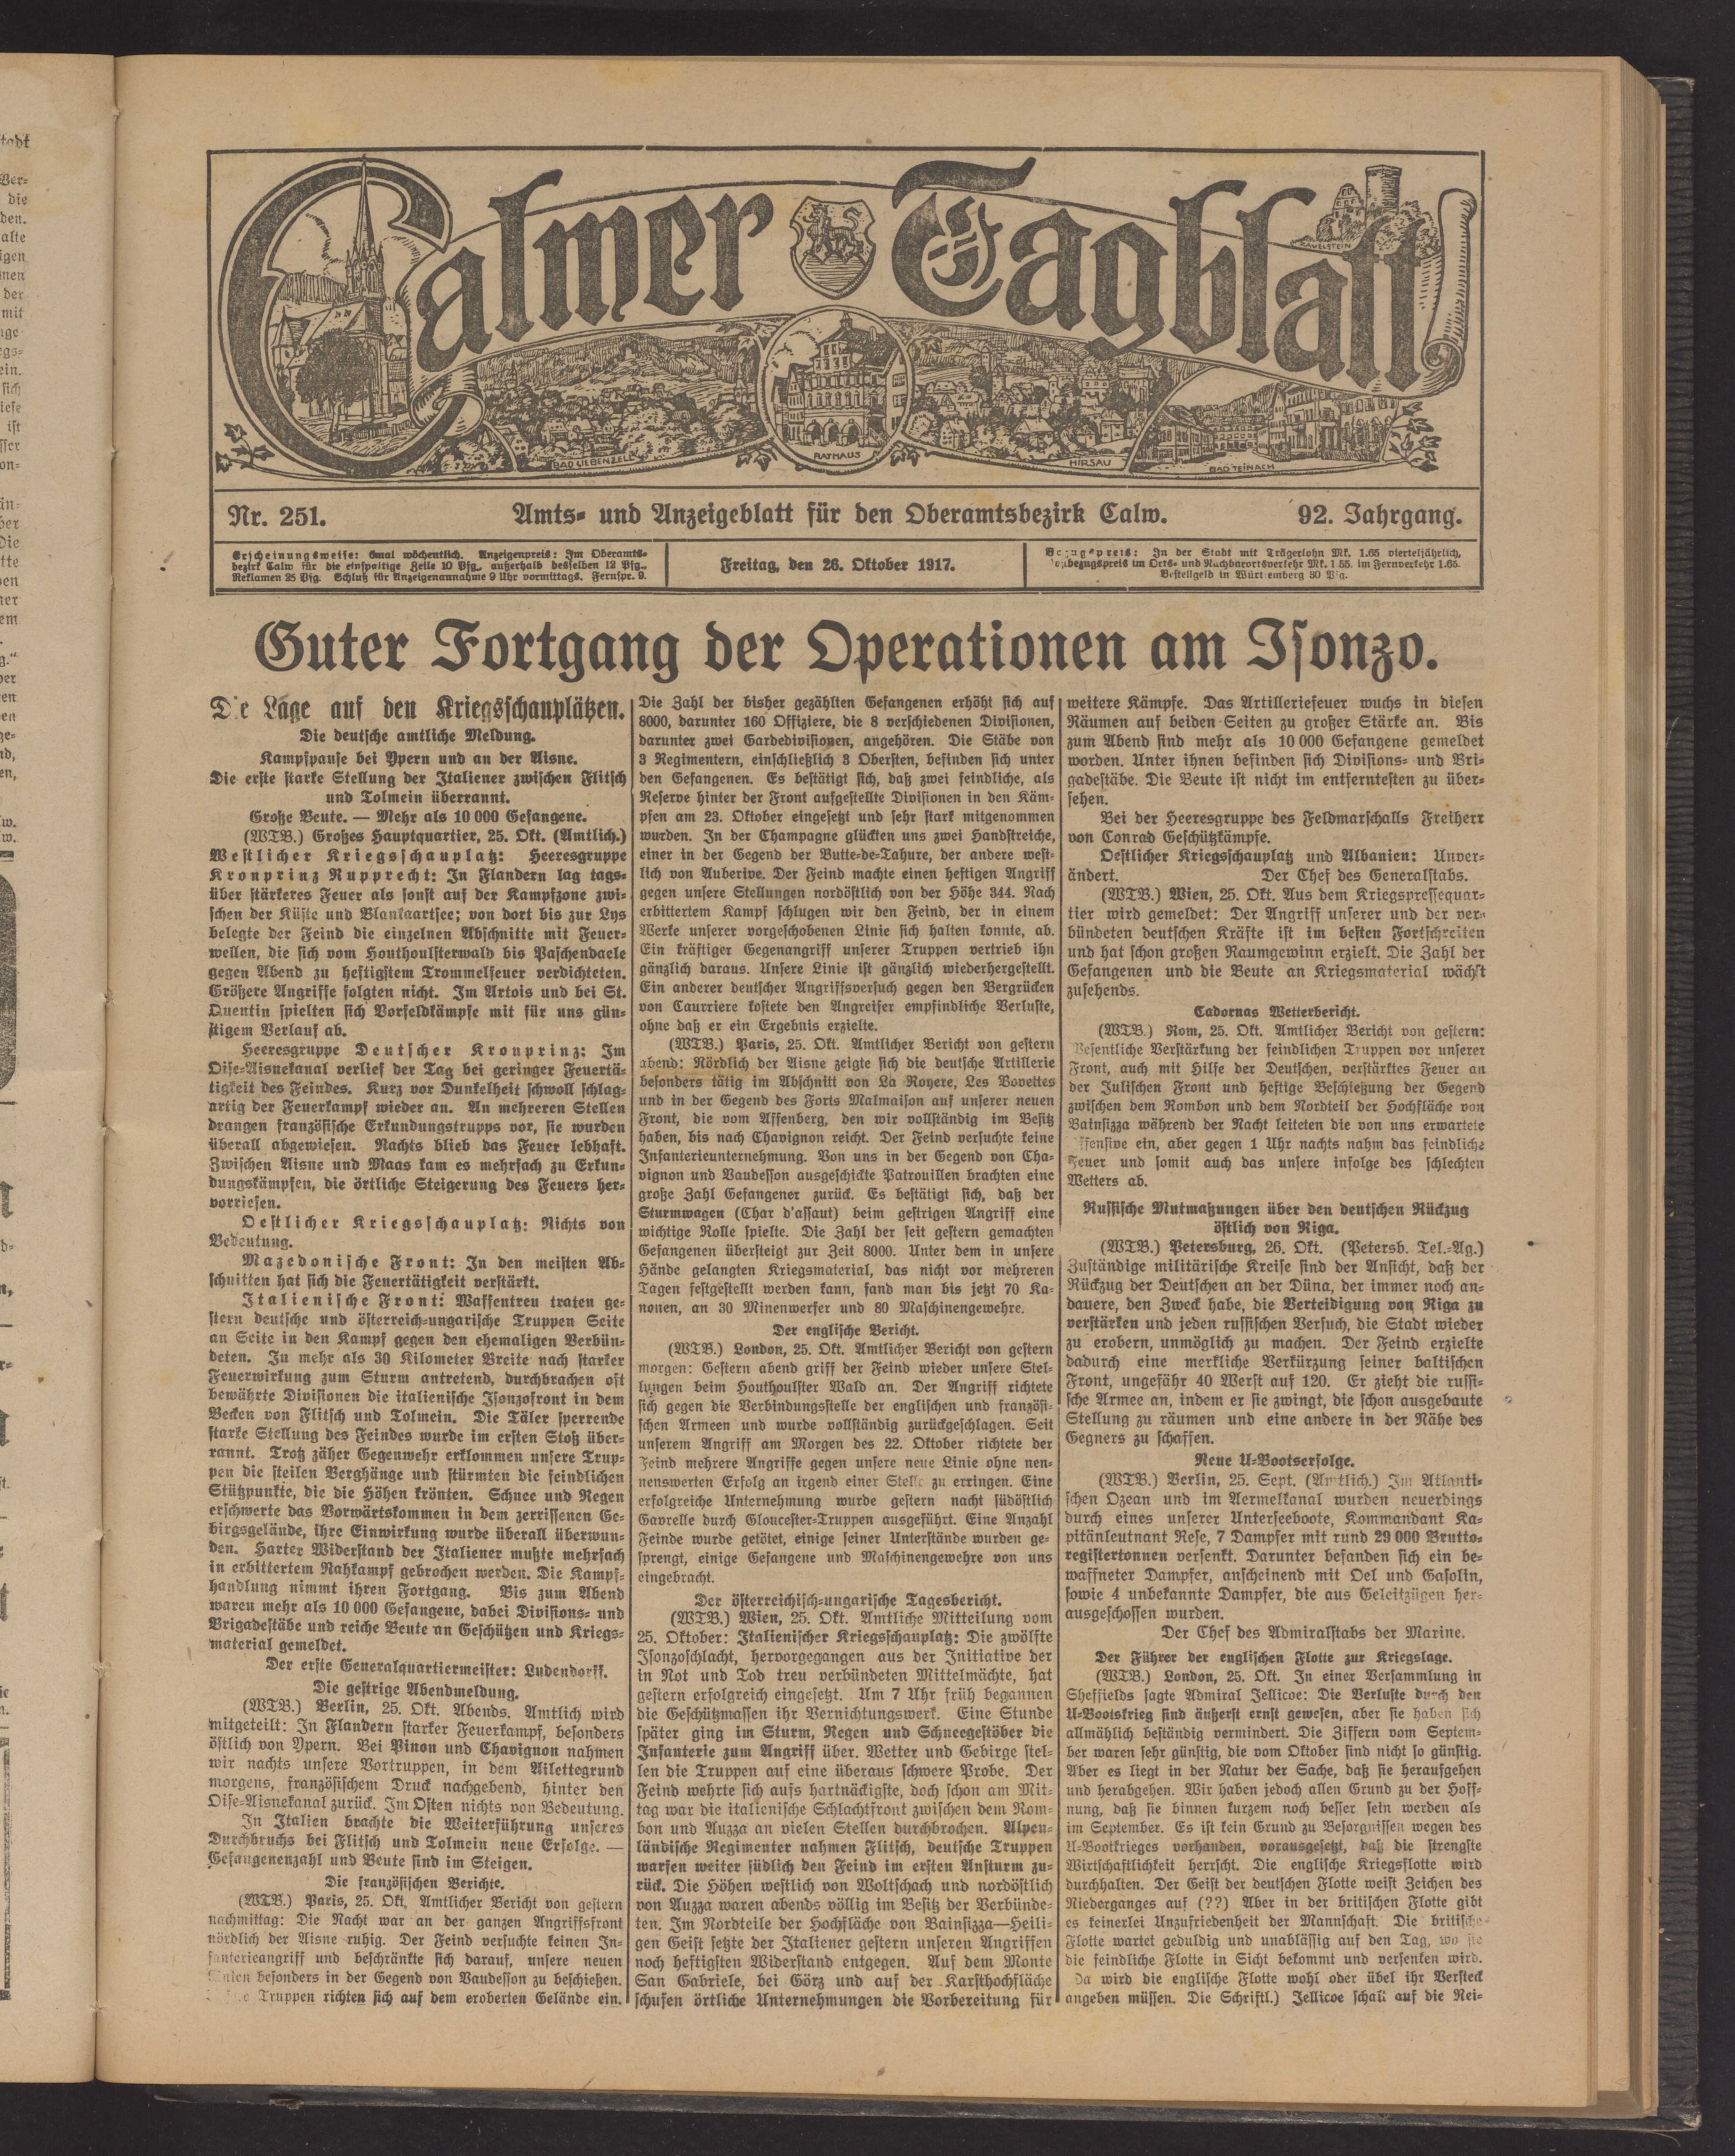 Calmer Tagblatt
ZAVELSTEIN
BAD LIEBENZELL
RATHAUS
HIRSAU
BAD TEINACH
Nr. 251.
Amts- und Anzeigeblatt für den Oberamtsbezirk Calw.
92. Jahrgang.
Erscheinungsweise: 6mal wöchentlich. Anzeigenpreis: Im Oberamts-
bezirk Calw für die einspaltige Zeile 10 Pfg., außerhalb desselben 12 Pfg.,
Reklamen 25 Pfg. Schluß für Anzeigenannahme 9 Uhr vormittags. Fernspr. 9.
Freitag, den 26. Oktober 1917.
Bezugspreis: In der Stadt mit Trägerlohn Mk. 1.65 vierteljährlich,
Postbezugspreis im Orts- und Nachbarortsverkehr Mk. 1.55. im Fernverkehr 1.65.
Bestellgeld in Württemberg 30 Pfg.
Guter Fortgang der Operationen am Isonzo.
Die Lage auf den Kriegsschauplätzen.
Die deutsche amtliche Meldung.
Kampfpause bei Ypern und an der Aisne.
Die erste starke Stellung der Italiener zwischen Flitsch
und Tolmein überrannt.
Große Beute. — Mehr als 10 000 Gefangene.
(WTB.) Großes Hauptquartier, 25. Okt. (Amtlich.)
Westlicher Kriegsschauplatz: Heeresgruppe
Kronprinz Rupprecht: In Flandern lag tags-
über stärkeres Feuer als sonst auf der Kampfzone zwi-
schen der Küste und Blankaartsee; von dort bis zur Lys
belegte der Feind die einzelnen Abschnitte mit Feuer-
wellen, die sich vom Houthoulsterwald bis Paschendaele
gegen Abend zu heftigstem Trommelfeuer verdichteten.
Größere Angriffe folgten nicht. Im Artois und bei St.
Quentin spielten sich Vorfeldkämpfe mit für uns gün-
stigem Verlauf ab.
Heeresgruppe Deutscher Kronprinz: Im
Oise-Aisnekanal verlief der Tag bei geringer Feuertä-
tigkeit des Feindes. Kurz vor Dunkelheit schwoll schlag-
artig der Feuerkampf wieder an. An mehreren Stellen
drangen französische Erkundungstrupps vor, sie wurden
überall abgewiesen. Nachts blieb das Feuer lebhaft.
Zwischen Aisne und Maas kam es mehrfach zu Erkun-
dungskämpfen, die örtliche Steigerung des Feuers her-
vorriefen.
Oestlicher Kriegsschauplatz: Nichts von
Bedeutung.
Mazedonische Front: In den meisten Ab-
schnitten hat sich die Feuertätigkeit verstärkt.
Italienische Front: Waffentreu traten ge-
stern deutsche und österreich-ungarische Truppen Seite
an Seite in den Kampf gegen den ehemaligen Verbün-
deten. In mehr als 30 Kilometer Breite nach starker
Feuerwirkung zum Sturm antretend, durchbrachen oft
bewährte Divisionen die italienische Isonzofront in dem
Becken von Flitsch und Tolmein. Die Täler sperrende
starke Stellung des Feindes wurde im ersten Stoß über-
rannt. Trotz zäher Gegenwehr erklommen unsere Trup-
pen die steilen Berghänge und stürmten die feindlichen
Stützpunkte, die die Höhen krönten. Schnee und Regen
erschwerte das Vorwärtskommen in dem zerrissenen Ge-
birgsgelände, ihre Einwirkung wurde überall überwun-
den. Harter Widerstand der Italiener mußte mehrfach
in erbittertem Nahkampf gebrochen werden. Die Kampf-
handlung nimmt ihren Fortgang. Bis zum Abend
waren mehr als 10 000 Gefangene, dabei Divisions- und
Brigadestäbe und reiche Beute an Geschützen und Kriegs-
material gemeldet.
Der erste Generalquartiermeister: Ludendorff.
Die gestrige Abendmeldung.
(WTB.) Berlin, 25. Okt. Abends. Amtlich wird
mitgeteilt: In Flandern starker Feuerkampf, besonders
östlich von Ypern. Bei Pinon und Chavignon nahmen
wir nachts unsere Vortruppen, in dem Ailettegrund
morgens, französischem Druck nachgebend, hinter den
Oise-Aisnekanal zurück. Im Osten nichts von Bedeutung.
In Italien brachte die Weiterführung unseres
Durchbruchs bei Flitsch und Tolmein neue Erfolge. —
Gefangenenzahl und Beute sind im Steigen.
Die französischen Berichte.
(WTB.) Paris, 25. Okt. Amtlicher Bericht von gestern
nachmittag: Die Nacht war an der ganzen Angriffsfront
nördlich der Aisne ruhig. Der Feind versuchte keinen In-
fanterieangriff und beschränkte sich darauf, unsere neuen
Linien besonders in der Gegend von Vaudesson zu beschießen.
Truppen richten sich auf dem eroberten Gelände ein.
Die Zahl der bisher gezählten Gefangenen erhöht sich auf
8000, darunter 160 Offiziere, die 8 verschiedenen Divisionen,
darunter zwei Gardedivisionen, angehören. Die Stäbe von
3 Regimentern, einschließlich 3 Obersten, befinden sich unter
den Gefangenen. Es bestätigt sich, daß zwei feindliche, als
Reserve hinter der Front aufgestellte Divisionen in den Käm-
pfen am 23. Oktober eingesetzt und sehr stark mitgenommen
wurden. In der Champagne glückten uns zwei Handstreiche,
einer in der Gegend der Butte-de-Tahure, der andere west-
lich von Auberive. Der Feind machte einen heftigen Angriff
gegen unsere Stellungen nordöstlich von der Höhe 344. Nach
erbittertem Kampf schlugen wir den Feind, der in einem
Werke unserer vorgeschobenen Linie sich halten konnte, ab.
Ein kräftiger Gegenangriff unserer Truppen vertrieb ihn
gänzlich daraus. Unsere Linie ist gänzlich wiederhergestellt.
Ein anderer deutscher Angriffsversuch gegen den Vergrücken
von Caurriere kostete den Angreifer empfindliche Verluste,
ohne daß er ein Ergebnis erzielte.
(WTB.) Paris, 25. Okt. Amtlicher Bericht von gestern
abend: Nördlich der Aisne zeigte sich die deutsche Artillerie
besonders tätig im Abschnitt von La Royere, Les Bovettes
und in der Gegend des Forts Malmaison auf unserer neuen
Front, die vom Affenberg, den wir vollständig im Besitz
haben, bis nach Chavignon reicht. Der Feind versuchte keine
Infanterieunternehmung. Von uns in der Gegend von Cha-
vignon und Vaudesson ausgeschickte Patrouillen brachten eine
große Zahl Gefangener zurück. Es bestätigt sich, daß der
Sturmwagen (Char d'assaut) beim gestrigen Angriff eine
wichtige Rolle spielte. Die Zahl der seit gestern gemachten
Gefangenen übersteigt zur Zeit 8000. Unter dem in unsere
Hände gelangten Kriegsmaterial, das nicht vor mehreren
Tagen festgestellt werden kann, fand man bis jetzt 70 Ka-
nonen, an 30 Minenwerfer und 80 Maschinengewehre.
Der englische Bericht.
(WTB.) London, 25. Okt. Amtlicher Bericht von gestern
morgen: Gestern abend griff der Feind wieder unsere Stel-
lungen beim Houthoulster Wald an. Der Angriff richtete
sich gegen die Verbindungsstelle der englischen und französi-
schen Armeen und wurde vollständig zurückgeschlagen. Seit
unserem Angriff am Morgen des 22. Oktober richtete der
Feind mehrere Angriffe gegen unsere neue Linie ohne nen-
nenswerten Erfolg an irgend einer Stelle zu erringen. Eine
erfolgreiche Unternehmung wurde gestern nacht südöstlich
Gavrelle durch Gloucester-Truppen ausgeführt. Eine Anzahl
Feinde wurde getötet, einige seiner Unterstände wurden ge-
sprengt, einige Gefangene und Maschinengewehre von uns
eingebracht.
Der österreichisch-ungarische Tagesbericht.
(WTB.) Wien, 25. Okt. Amtliche Mitteilung vom
25. Oktober: Italienischer Kriegsschauplatz: Die zwölfte
Isonzoschlacht, hervorgegangen aus der Initiative der
in Not und Tod treu verbündeten Mittelmächte, hat
gestern erfolgreich eingesetzt. Um 7 Uhr früh begannen
die Geschützmassen ihr Vernichtungswerk. Eine Stunde
später ging im Sturm, Regen und Schneegestöber die
Infanterie zum Angriff über. Wetter und Gebirge stel-
len die Truppen auf eine überaus schwere Probe. Der
Feind wehrte sich aufs hartnäckigste, doch schon am Mit-
tag war die italienische Schlachtfront zwischen dem Rom-
bon und Auzza an vielen Stellen durchbrochen. Alpen-
ländische Regimenter nahmen Flitsch, deutsche Truppen
warfen weiter südlich den Feind im ersten Ansturm zu-
rück. Die Höhen westlich von Woltschach und nordöstlich
von Auzza waren abends völlig im Besitz der Verbünde-
ten. Im Nordteile der Hochfläche von Bainsizza—Heili-
gen Geist setzte der Italiener gestern unseren Angriffen
noch heftigsten Widerstand entgegen. Auf dem Monte
San Gabriele, bei Görz und auf der Karsthochfläche
schufen örtliche Unternehmungen die Vorbereitung für
weitere Kämpfe. Das Artilleriefeuer wuchs in diesen
Räumen auf beiden Seiten zu großer Stärke an. Bis
zum Abend sind mehr als 10 000 Gefangene gemeldet
worden. Unter ihnen befinden sich Divisions- und Bri-
gadestäbe. Die Beute ist nicht im entferntesten zu über-
sehen.
Bei der Heeresgruppe des Feldmarschalls Freiherr
von Conrad Geschützkämpfe.
Oestlicher Kriegsschauplatz und Albanien: Unver-
ändert. Der Chef des Generalstabs.
(WTB.) Wien, 25. Okt. Aus dem Kriegspressequar-
tier wird gemeldet: Der Angriff unserer und der ver-
bündeten deutschen Kräfte ist im besten Fortschreiten
und hat schon großen Raumgewinn erzielt. Die Zahl der
Gefangenen und die Beute an Kriegsmaterial wächst
zusehends.
Cadornas Wetterbericht.
(WTB.) Rom, 25. Okt. Amtlicher Bericht von gestern:
Wesentliche Verstärkung der feindlichen Truppen vor unserer
Front, auch mit Hilfe der Deutschen, verstärktes Feuer an
der Julischen Front und heftige Beschießung der Gegend
zwischen dem Rombon und dem Nordteil der Hochfläche von
Bainsizza während der Nacht leiteten die von uns erwartete
Offensive ein, aber gegen 1 Uhr nachts nahm das feindliche
Feuer und somit auch das unsere infolge des schlechten
Wetters ab.
Russische Mutmaßungen über den deutschen Rückzug
östlich von Riga.
(WTB.) Petersburg, 26. Okt. (Petersb. Tel.-Ag.)
Zuständige militärische Kreise sind der Ansicht, daß der
Rückzug der Deutschen an der Düna, der immer noch an-
dauere, den Zweck habe, die Verteidigung von Riga zu
verstärken und jeden russischen Versuch, die Stadt wieder
zu erobern, unmöglich zu machen. Der Feind erzielte
dadurch eine merkliche Verkürzung seiner baltischen
Front, ungefähr 40 Werst auf 120. Er zieht die russi-
sche Armee an, indem er sie zwingt, die schon ausgebaute
Stellung zu räumen und eine andere in der Nähe des
Gegners zu schaffen.
Neue U-Bootserfolge.
(WTB.) Berlin, 25. Sept. (Amtlich.) Im Atlanti-
schen Ozean und im Aermelkanal wurden neuerdings
durch eines unserer Unterseeboote, Kommandant Ka-
pitänleutnant Rese, 7 Dampfer mit rund 29 000 Brutto-
registertonnen versenkt. Darunter befanden sich ein be-
waffneter Dampfer, anscheinend mit Oel und Gasolin,
sowie 4 unbekannte Dampfer, die aus Geleitzügen her-
ausgeschossen wurden.
Der Chef des Admiralstabs der Marine.
Der Führer der englischen Flotte zur Kriegslage.
(WTB.) London, 25. Okt. In einer Versammlung in
Sheffields sagte Admiral Jellicoe: Die Verluste durch den
U-Bootskrieg sind äußerst ernst gewesen, aber sie haben sich
allmählich beständig vermindert. Die Ziffern vom Septem-
ber waren sehr günstig, die vom Oktober sind nicht so günstig.
Aber es liegt in der Natur der Sache, daß sie heraufgehen
und herabgehen. Wir haben jedoch allen Grund zu der Hoff-
nung, daß sie binnen kurzem noch besser sein werden als
im September. Es ist kein Grund zu Besorgnissen wegen des
U-Bootkrieges vorhanden, vorausgesetzt, daß die strengste
Wirtschaftlichkeit herrscht. Die englische Kriegsflotte wird
durchhalten. Der Geist der deutschen Flotte weist Zeichen des
Niederganges auf (??) Aber in der britischen Flotte gibt
es keinerlei Unzufriedenheit der Mannschaft. Die britische
Flotte wartet geduldig und unablässig auf den Tag, wo sie
die feindliche Flotte in Sicht bekommt und versenken wird.
Da wird die englische Flotte wohl oder übel ihr Versteck
angeben müssen. Die Schriftl.) Jellicoe schalt auf die Nei-